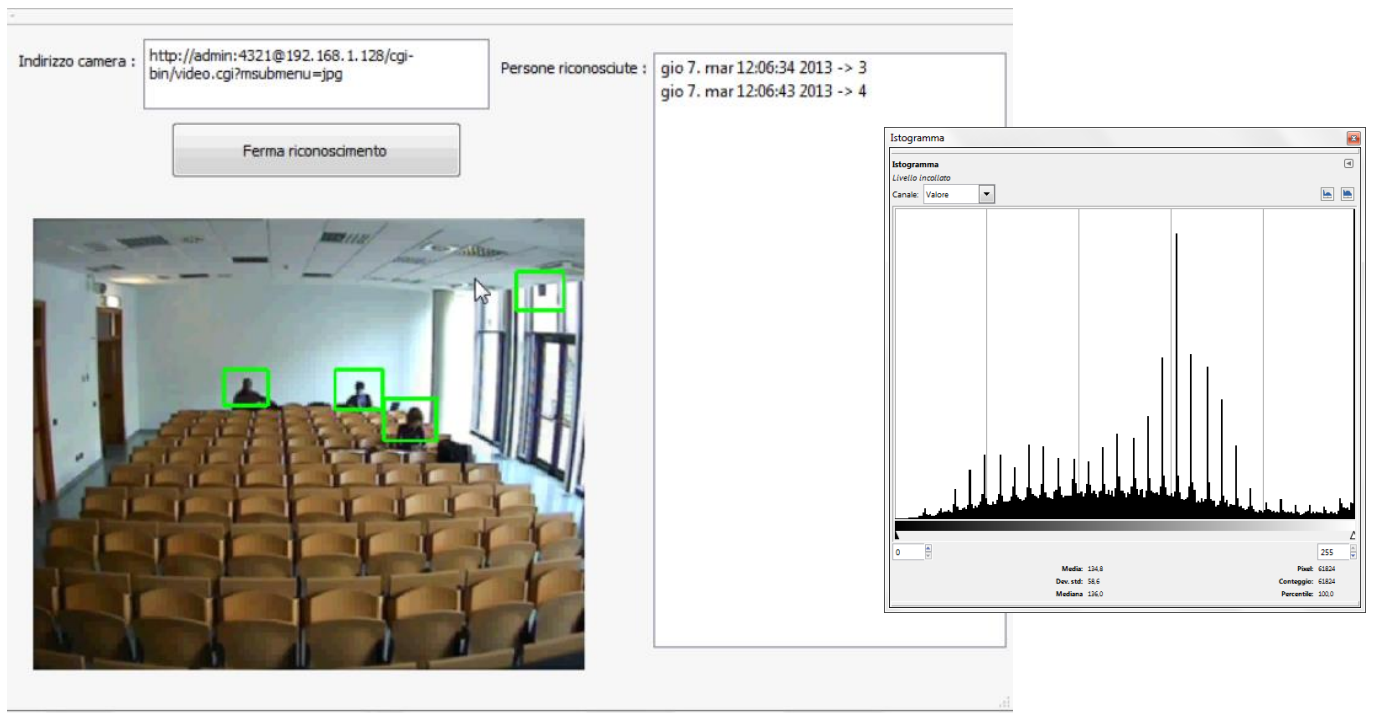 Indirizzo camera :
http://admin:4321@192.168.1.128/cgi-
bin/video.cgi?msubmenu=jpg
Ferma riconoscimento
Persone riconosciute :
gio 7. mar 12:06:34 2013 -> 3
gio 7. mar 12:06:43 2013 -> 4
Istogramma
Istogramma
Livello incollato
Canale: Valore
0
255
Media: 134,8
Dev. std: 58,6
Mediana 136,0
Pixel: 61824
Conteggio: 61824
Percentile: 100,0